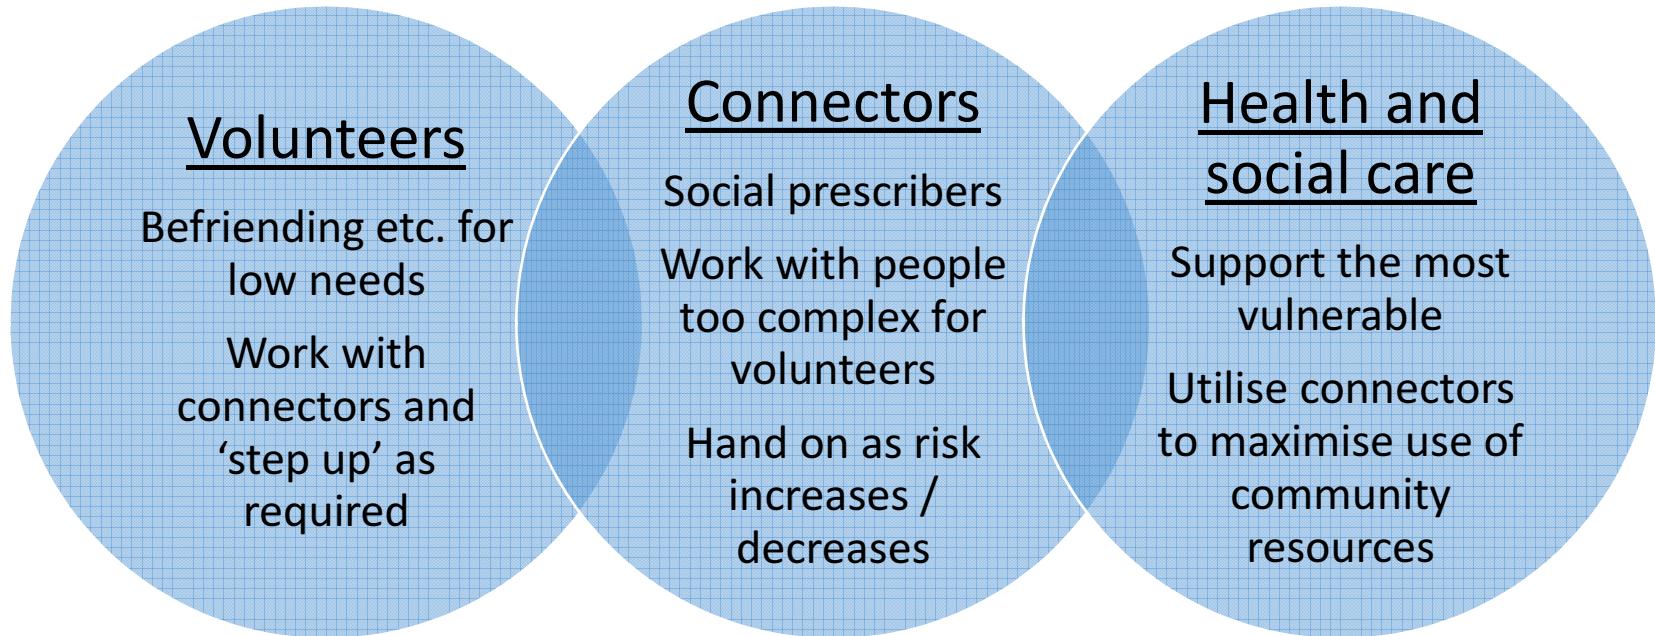 Volunteers
Befriending etc. for
low needs
Work with
connectors and
‘step up’ as
required
Connectors
Social prescribers
Work with people
too complex for
volunteers
Hand on as risk
increases /
decreases
Health and
social care
Support the most
vulnerable
Utilise connectors
to maximise use of
community
resources